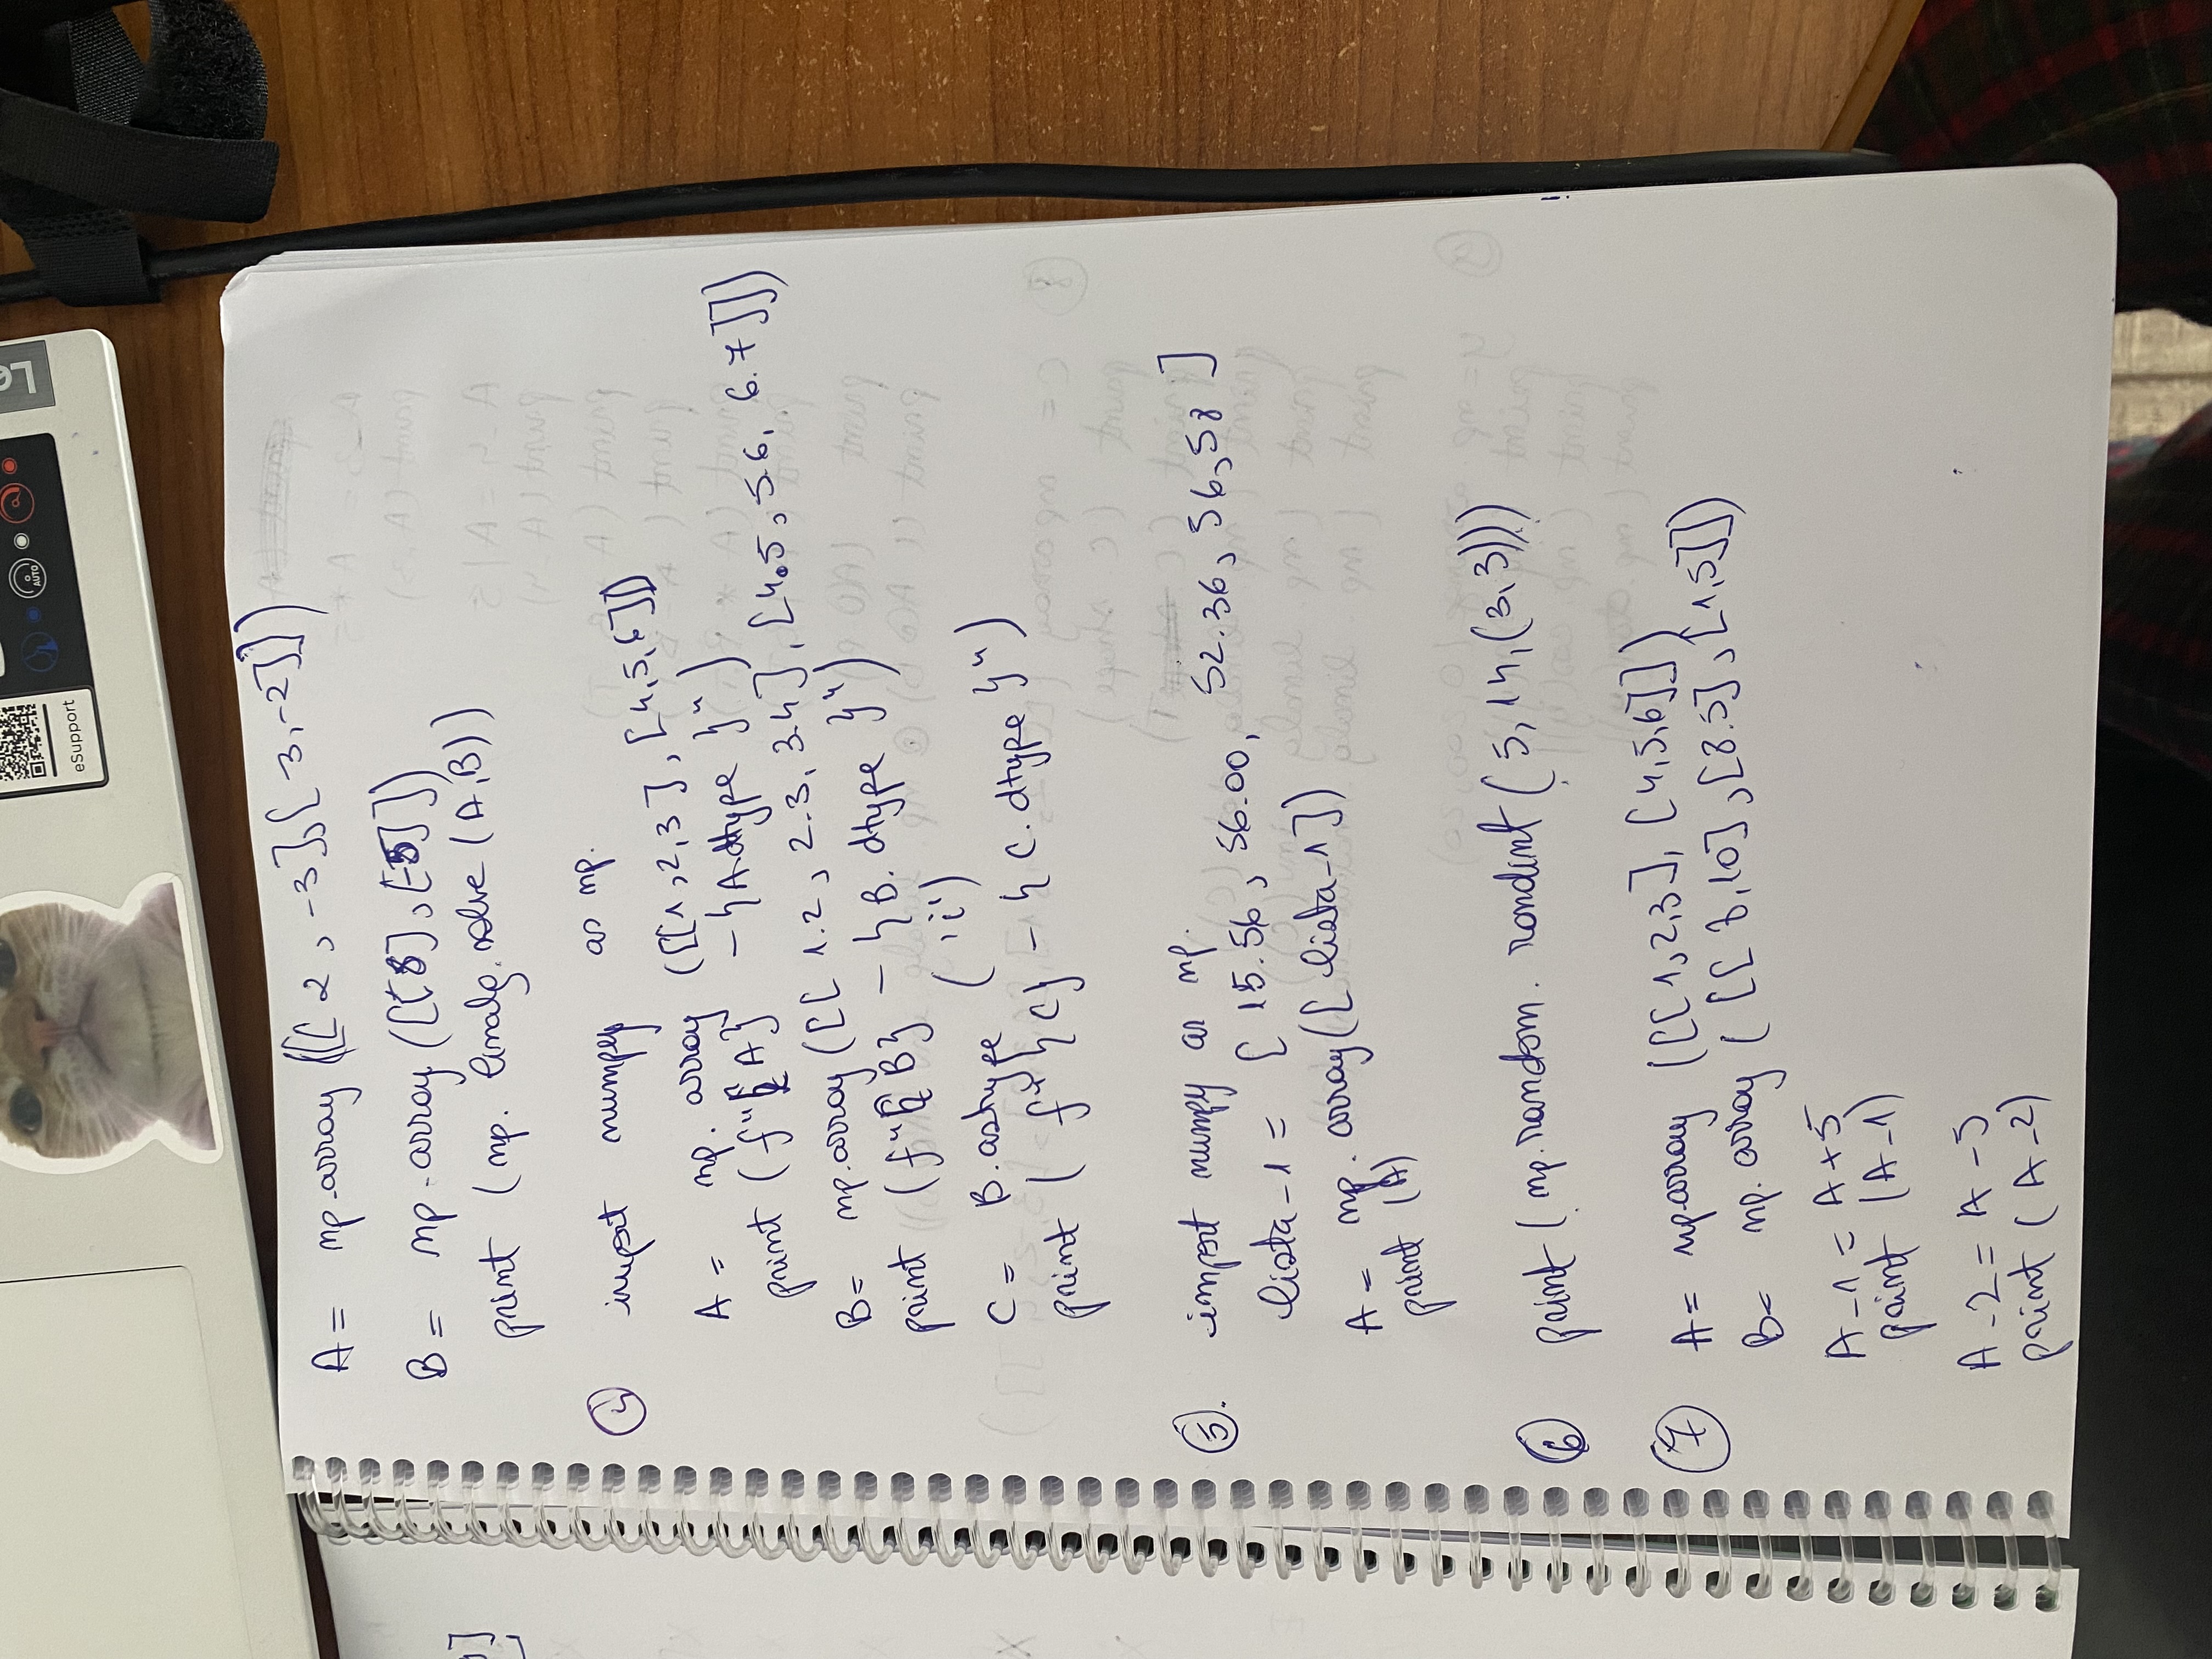 eSupport
AUTO
Le
A = np.array([[2, -3],[3,-2]])
B = np.array([[8],[-5]])
print (np.linalg.solve (A,B))
4 import numpy as np.
A = np.array ([[1,2,3], [4,5,6]])
print (f"{A} - {A.dtype}")
B= np.array([[1.2, 2.3, 3.4], [4.5, 5.6, 6.7]])
print (f"{B} - {B.dtype}")
C = B.astype ('i')
print ( f"{C} - {C.dtype}")
5. import numpy as np.
lista_1 = [15.56, 56.00, 52.36, 56,58]
A = np.array([lista_1])
print (A)
6 print ( np.random.randint (5,14,(3,3)))
7 A= np.array ([[1,2,3], [4,5,6]])
B= np.array ([[8,10],[8.5],[1,5]])
A_1 = A+5
print (A_1)
A_2 = A-5
print (A_2)